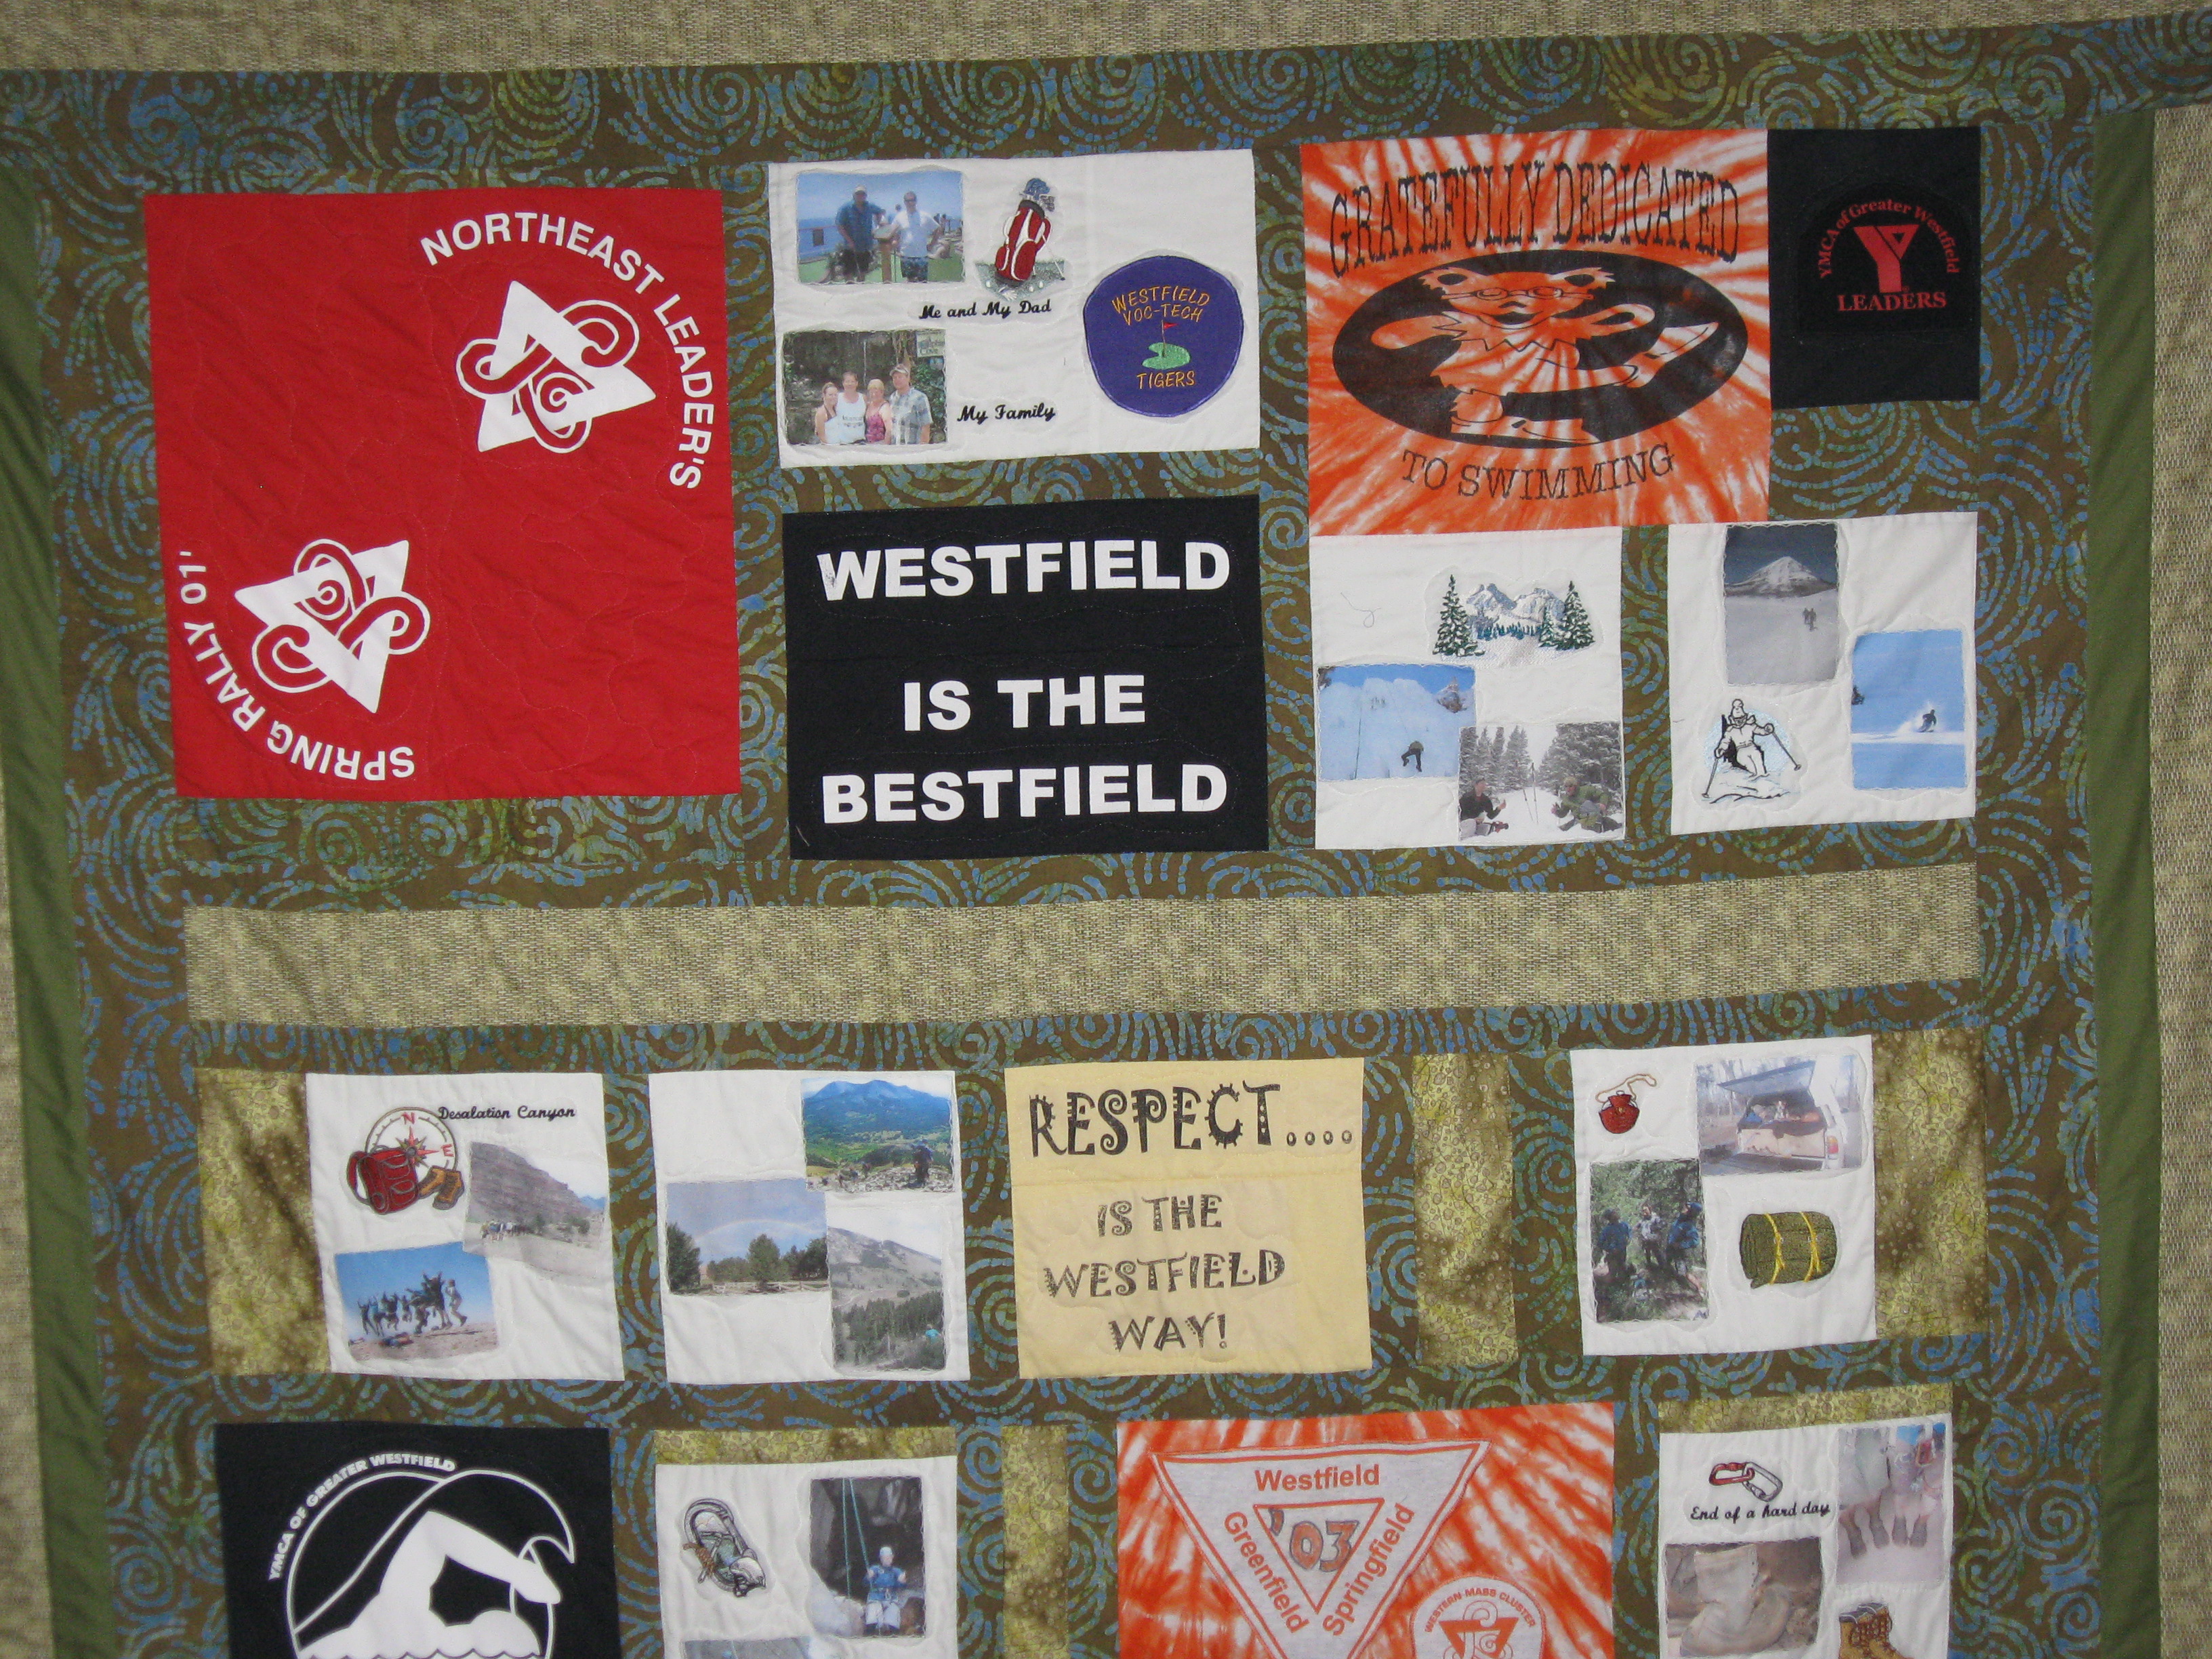 NORTHEAST LEADER'S
SPRING RALLY 01'
Me and My Dad
My Family
WESTFIELD
VOC-TECH
TIGERS
WESTFIELD
IS THE
BESTFIELD
GRATEFULLY DEDICATED
TO SWIMMING
YMCA of Greater Westfield
LEADERS
N
E
Desalation Canyon
RESPECT....
IS THE
WESTFIELD
WAY!
YMCA OF GREATER WESTFIELD
Westfield
Greenfield
Springfield
'03
WESTERN MASS CLUSTER
End of a hard day